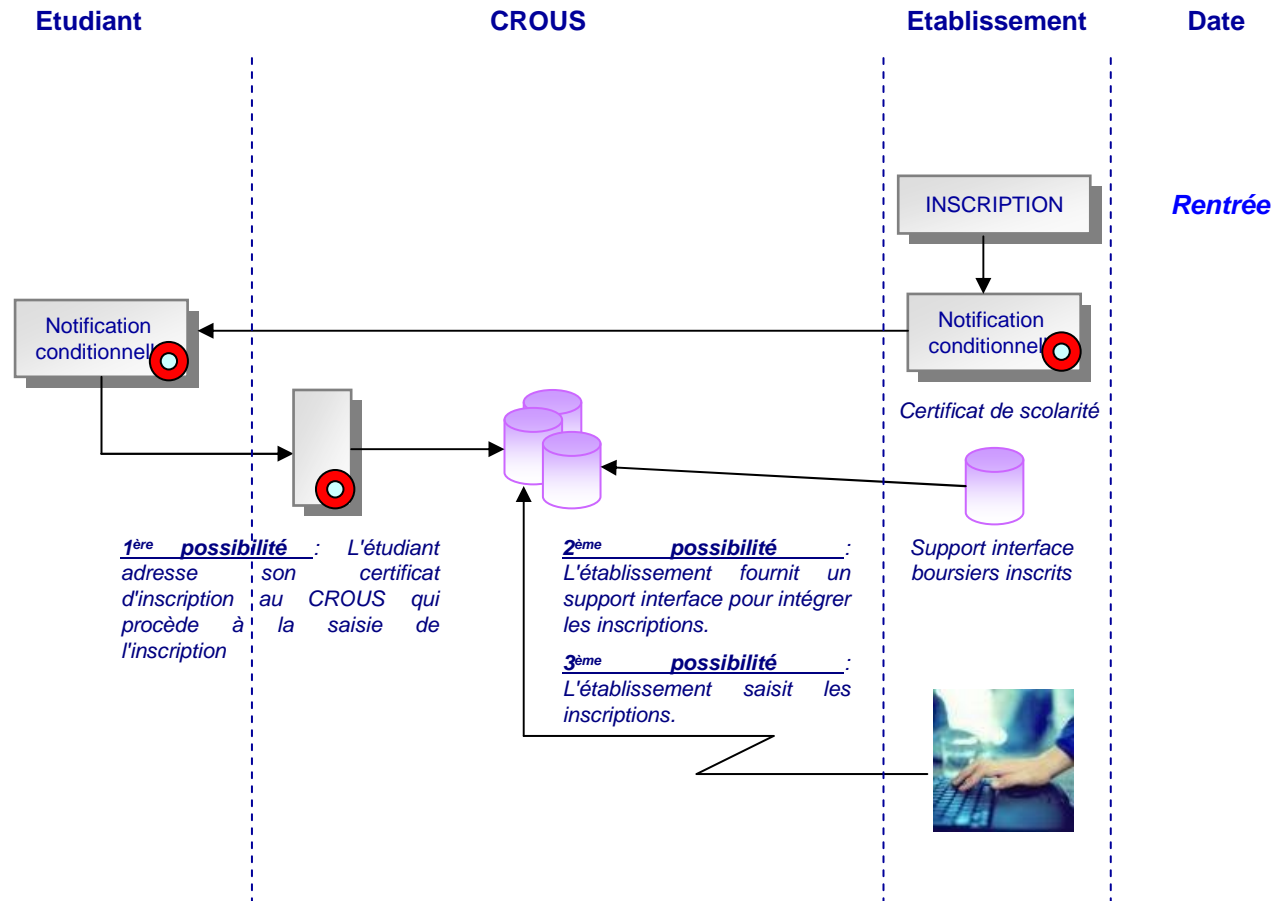 Etudiant CROUS Etablissement Date
INSCRIPTION
Rentrée
Notification
conditionnell
Notification
conditionnell
Certificat de scolarité
1ère possibilité : L'étudiant
adresse son certificat
d'inscription au CROUS qui
procède à la saisie de
l'inscription
2ème possibilité :
L'établissement fournit un
support interface pour intégrer
les inscriptions.
3ème possibilité :
L'établissement saisit les
inscriptions.
Support interface
boursiers inscrits